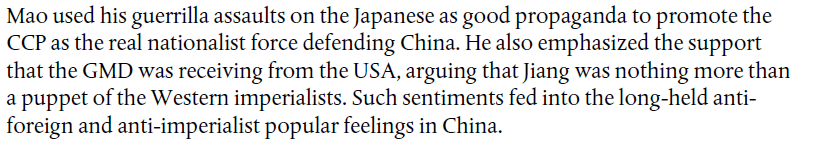 Mao used his guerrilla assaults on the Japanese as good propaganda to promote the
CCP as the real nationalist force defending China. He also emphasized the support
that the GMD was receiving from the USA, arguing that Jiang was nothing more than
a puppet of the Western imperialists. Such sentiments fed into the long-held anti-
foreign and anti-imperialist popular feelings in China.